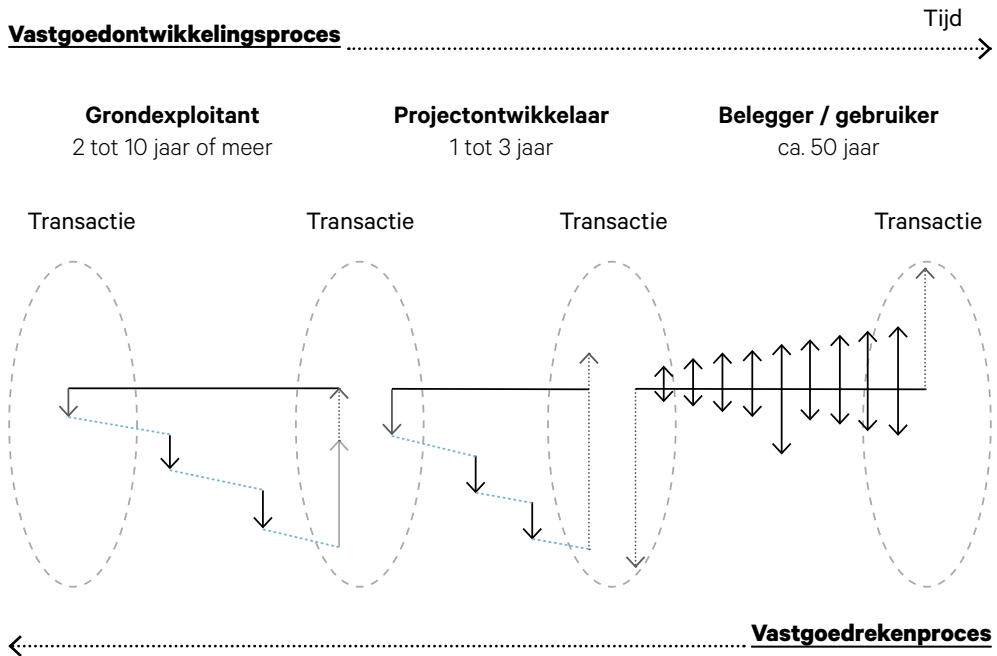 Tijd
Vastgoedontwikkelingsproces
Grondexploitant
2 tot 10 jaar of meer
Projectontwikkelaar
1 tot 3 jaar
Belegger / gebruiker
ca. 50 jaar
Transactie
Transactie
Transactie
Transactie
Vastgoedrekenproces